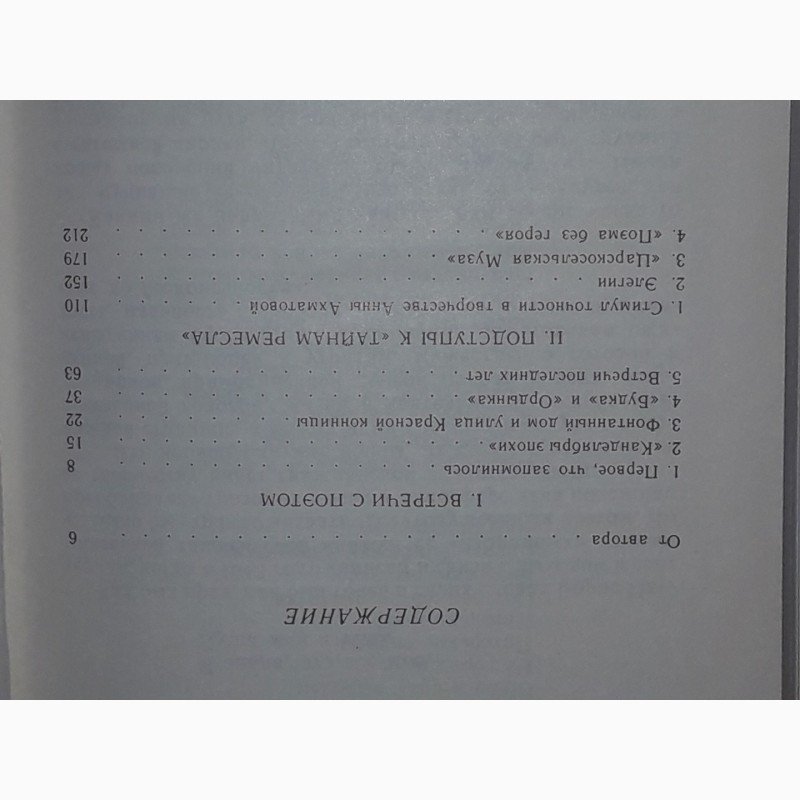 СОДЕРЖАНИЕ
От автора . . . . . . . . . . . . . . . . . . . . 6
I. ВСТРЕЧИ С ПОЭТОМ
1. Первое, что запомнилось . . . . . . . . . . . . . 8
2. «Канделябры эпохи» . . . . . . . . . . . . . . . 15
3. Фонтанный дом и улица Красной конницы . . . . . . 22
4. «Будка» и «Ордынка» . . . . . . . . . . . . . . . 37
5. Встречи последних лет . . . . . . . . . . . . . . 63
II. ПОДСТУПЫ К «ТАЙНАМ РЕМЕСЛА»
1. Стимул точности в творчестве Анны Ахматовой . . . . 110
2. Элегии . . . . . . . . . . . . . . . . . . . . 152
3. «Царскосельская Муза» . . . . . . . . . . . . . . 179
4. «Поэма без героя» . . . . . . . . . . . . . . . . 212